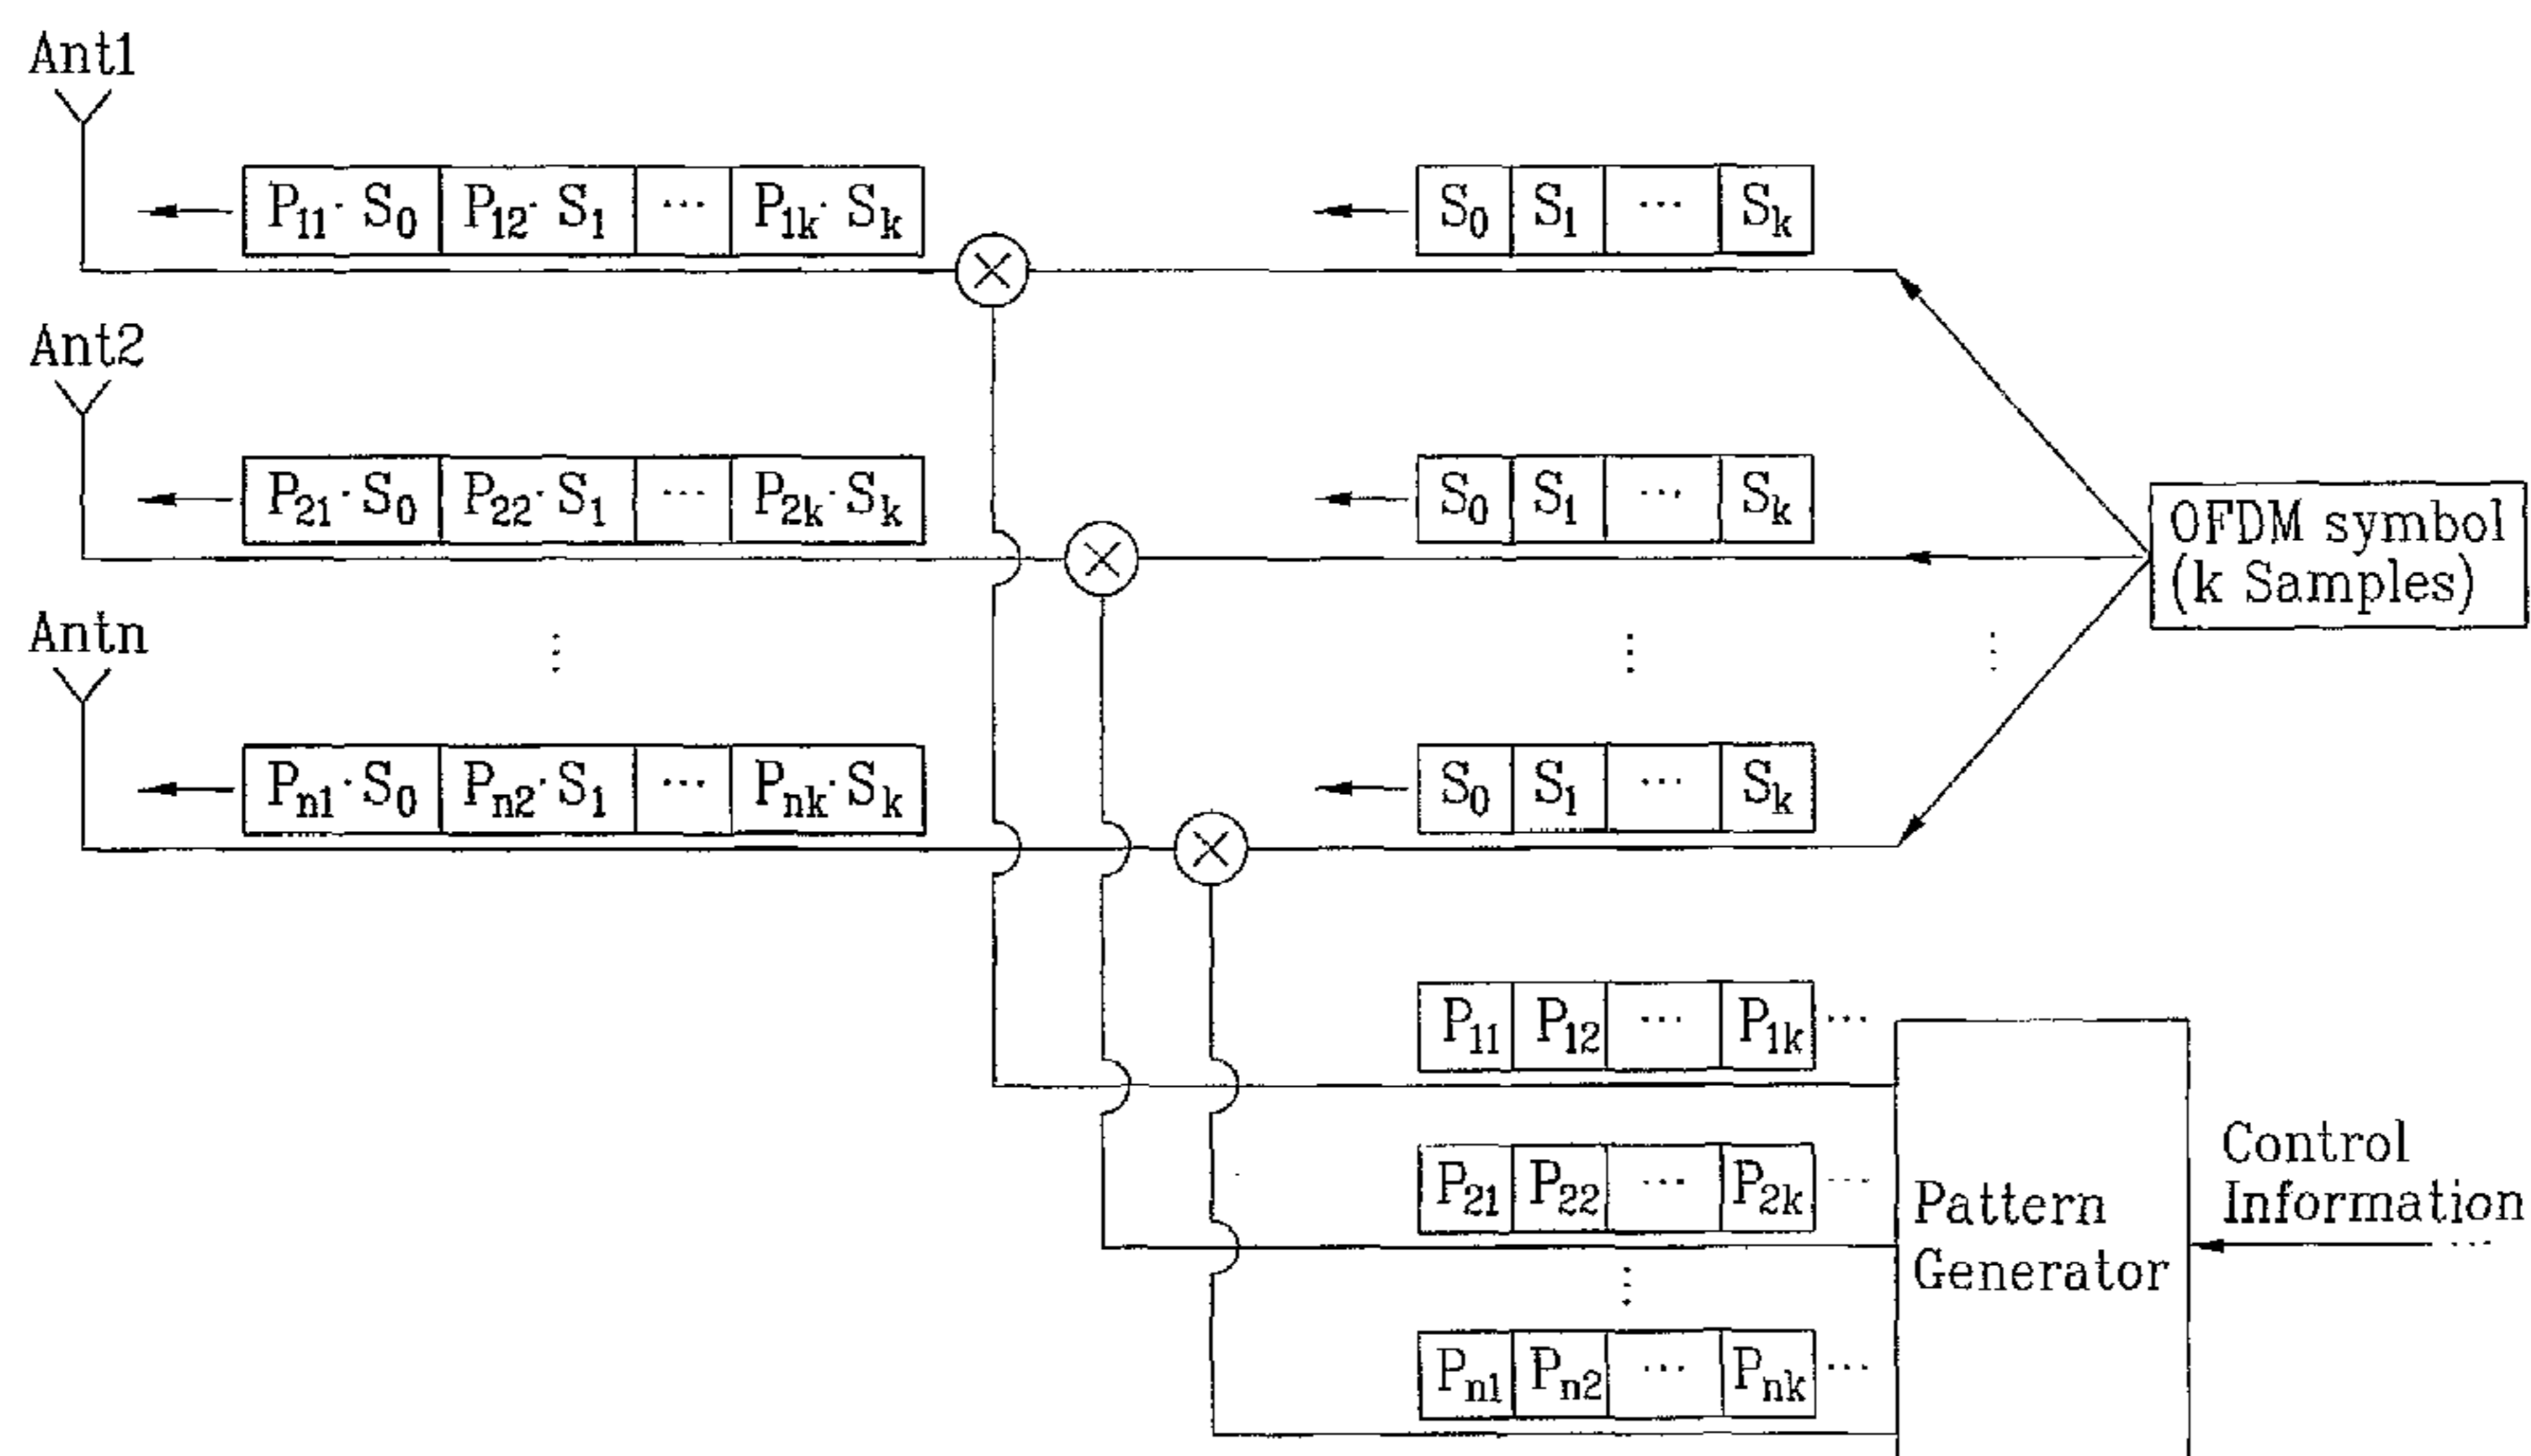 Ant1
P11· S0 P12· S1 ... P1k· Sk
S0 S1 ... Sk
Ant2
P21· S0 P22· S1 ... P2k· Sk
S0 S1 ... Sk
OFDM symbol
(k Samples)
Antn
Pn1· S0 Pn2· S1 ... Pnk· Sk
S0 S1 ... Sk
P11 P12 ... P1k ...
P21 P22 ... P2k ...
Pn1 Pn2 ... Pnk ...
Pattern
Generator
Control
Information